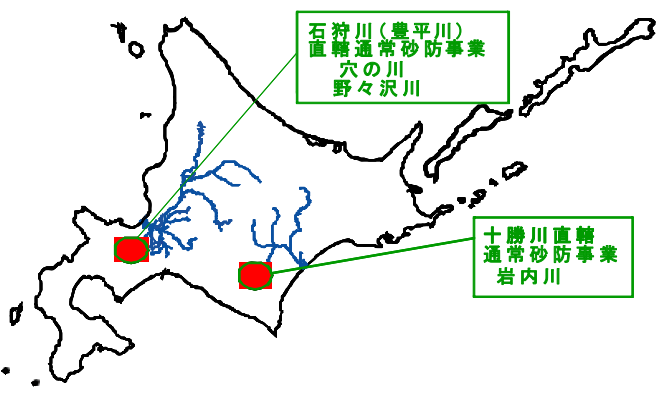 石狩川（豊平川）
直轄通常砂防事業
穴の川
野々沢川
十勝川直轄
通常砂防事業
岩内川